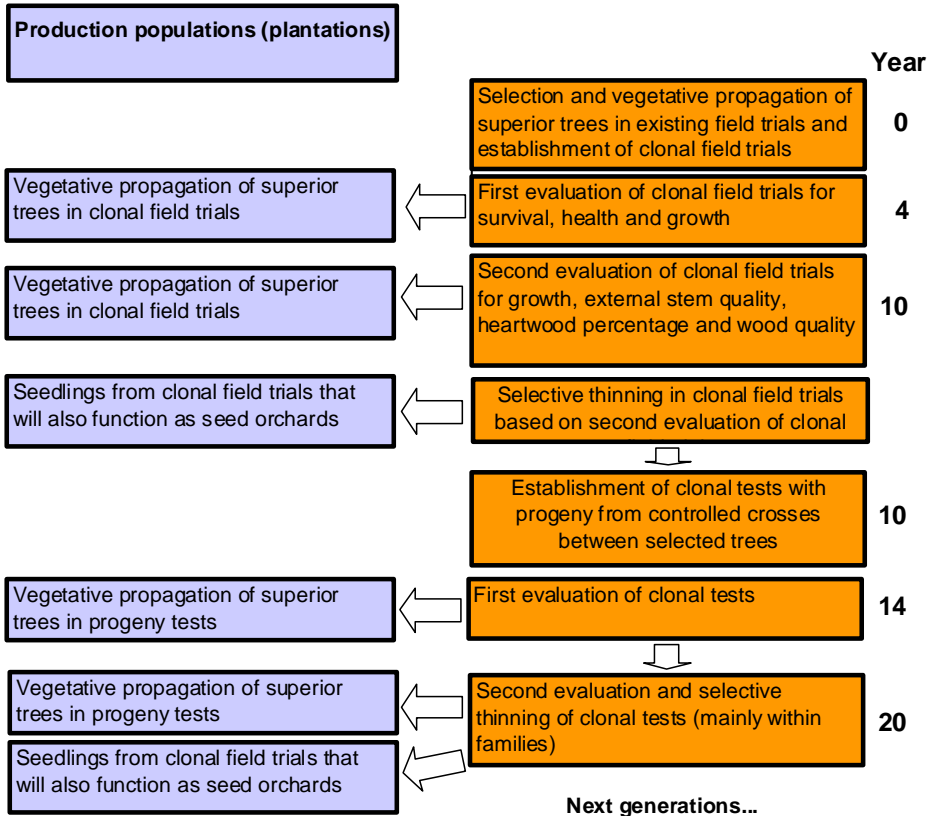 Production populations (plantations)
Year
Selection and vegetative propagation of
superior trees in existing field trials and
establishment of clonal field trials
0
Vegetative propagation of superior
trees in clonal field trials
First evaluation of clonal field trials for
survival, health and growth
4
Vegetative propagation of superior
trees in clonal field trials
Second evaluation of clonal field trials
for growth, external stem quality,
heartwood percentage and wood quality
10
Seedlings from clonal field trials that
will also function as seed orchards
Selective thinning in clonal field trials
based on second evaluation of clonal
Establishment of clonal tests with
progeny from controlled crosses
between selected trees
10
Vegetative propagation of superior
trees in progeny tests
First evaluation of clonal tests
14
Vegetative propagation of superior
trees in progeny tests
Second evaluation and selective
thinning of clonal tests (mainly within
families)
20
Seedlings from clonal field trials that
will also function as seed orchards
Next generations...